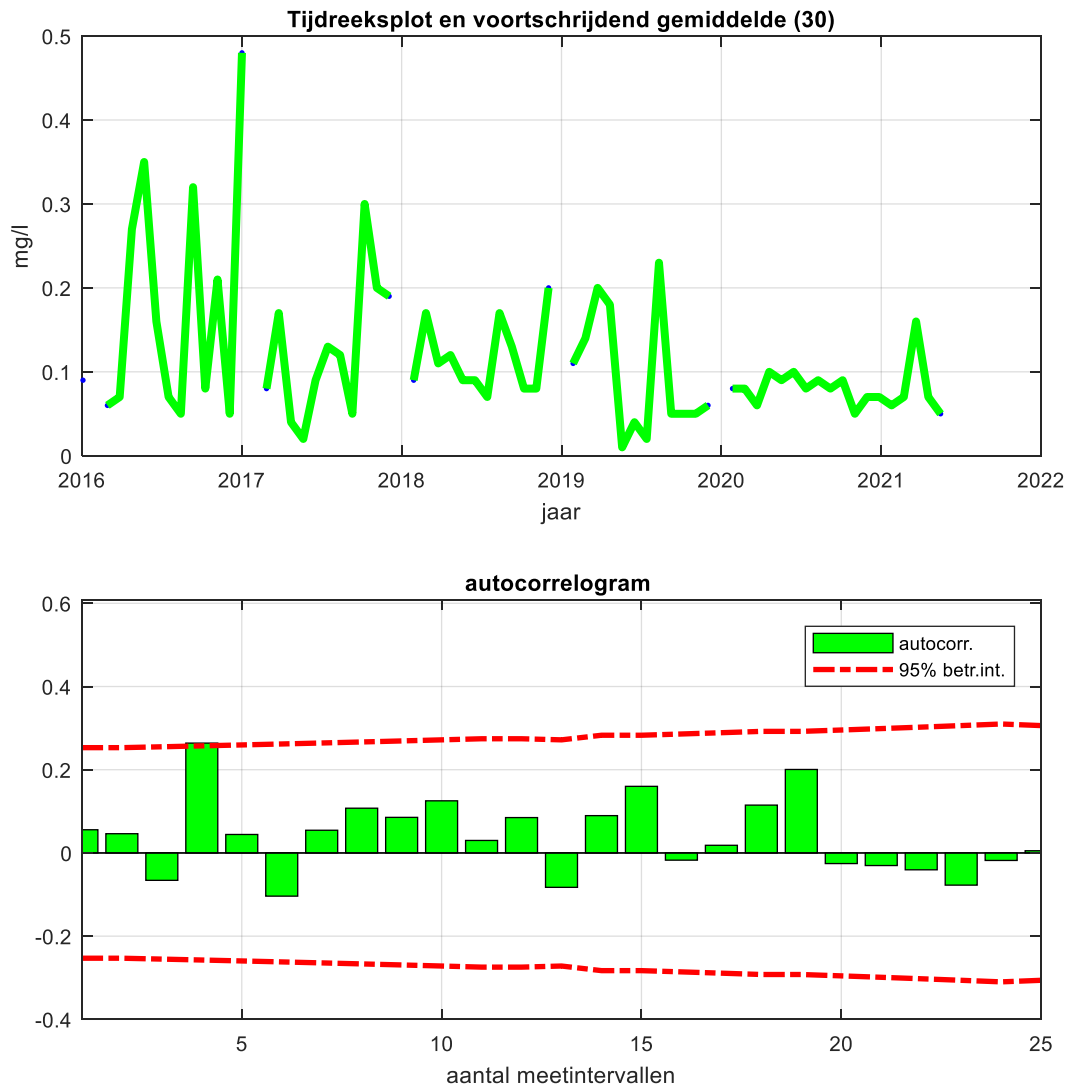 Tijdreeksplot en voortschrijdend gemiddelde (30)
0.5
0.4
0.3
0.2
0.1
0
mg/l
2016 2017 2018 2019 2020 2021 2022
jaar
autocorrelogram
0.6
0.4
0.2
0
-0.2
-0.4
autocorr.
95% betr.int.
5 10 15 20 25
aantal meetintervallen